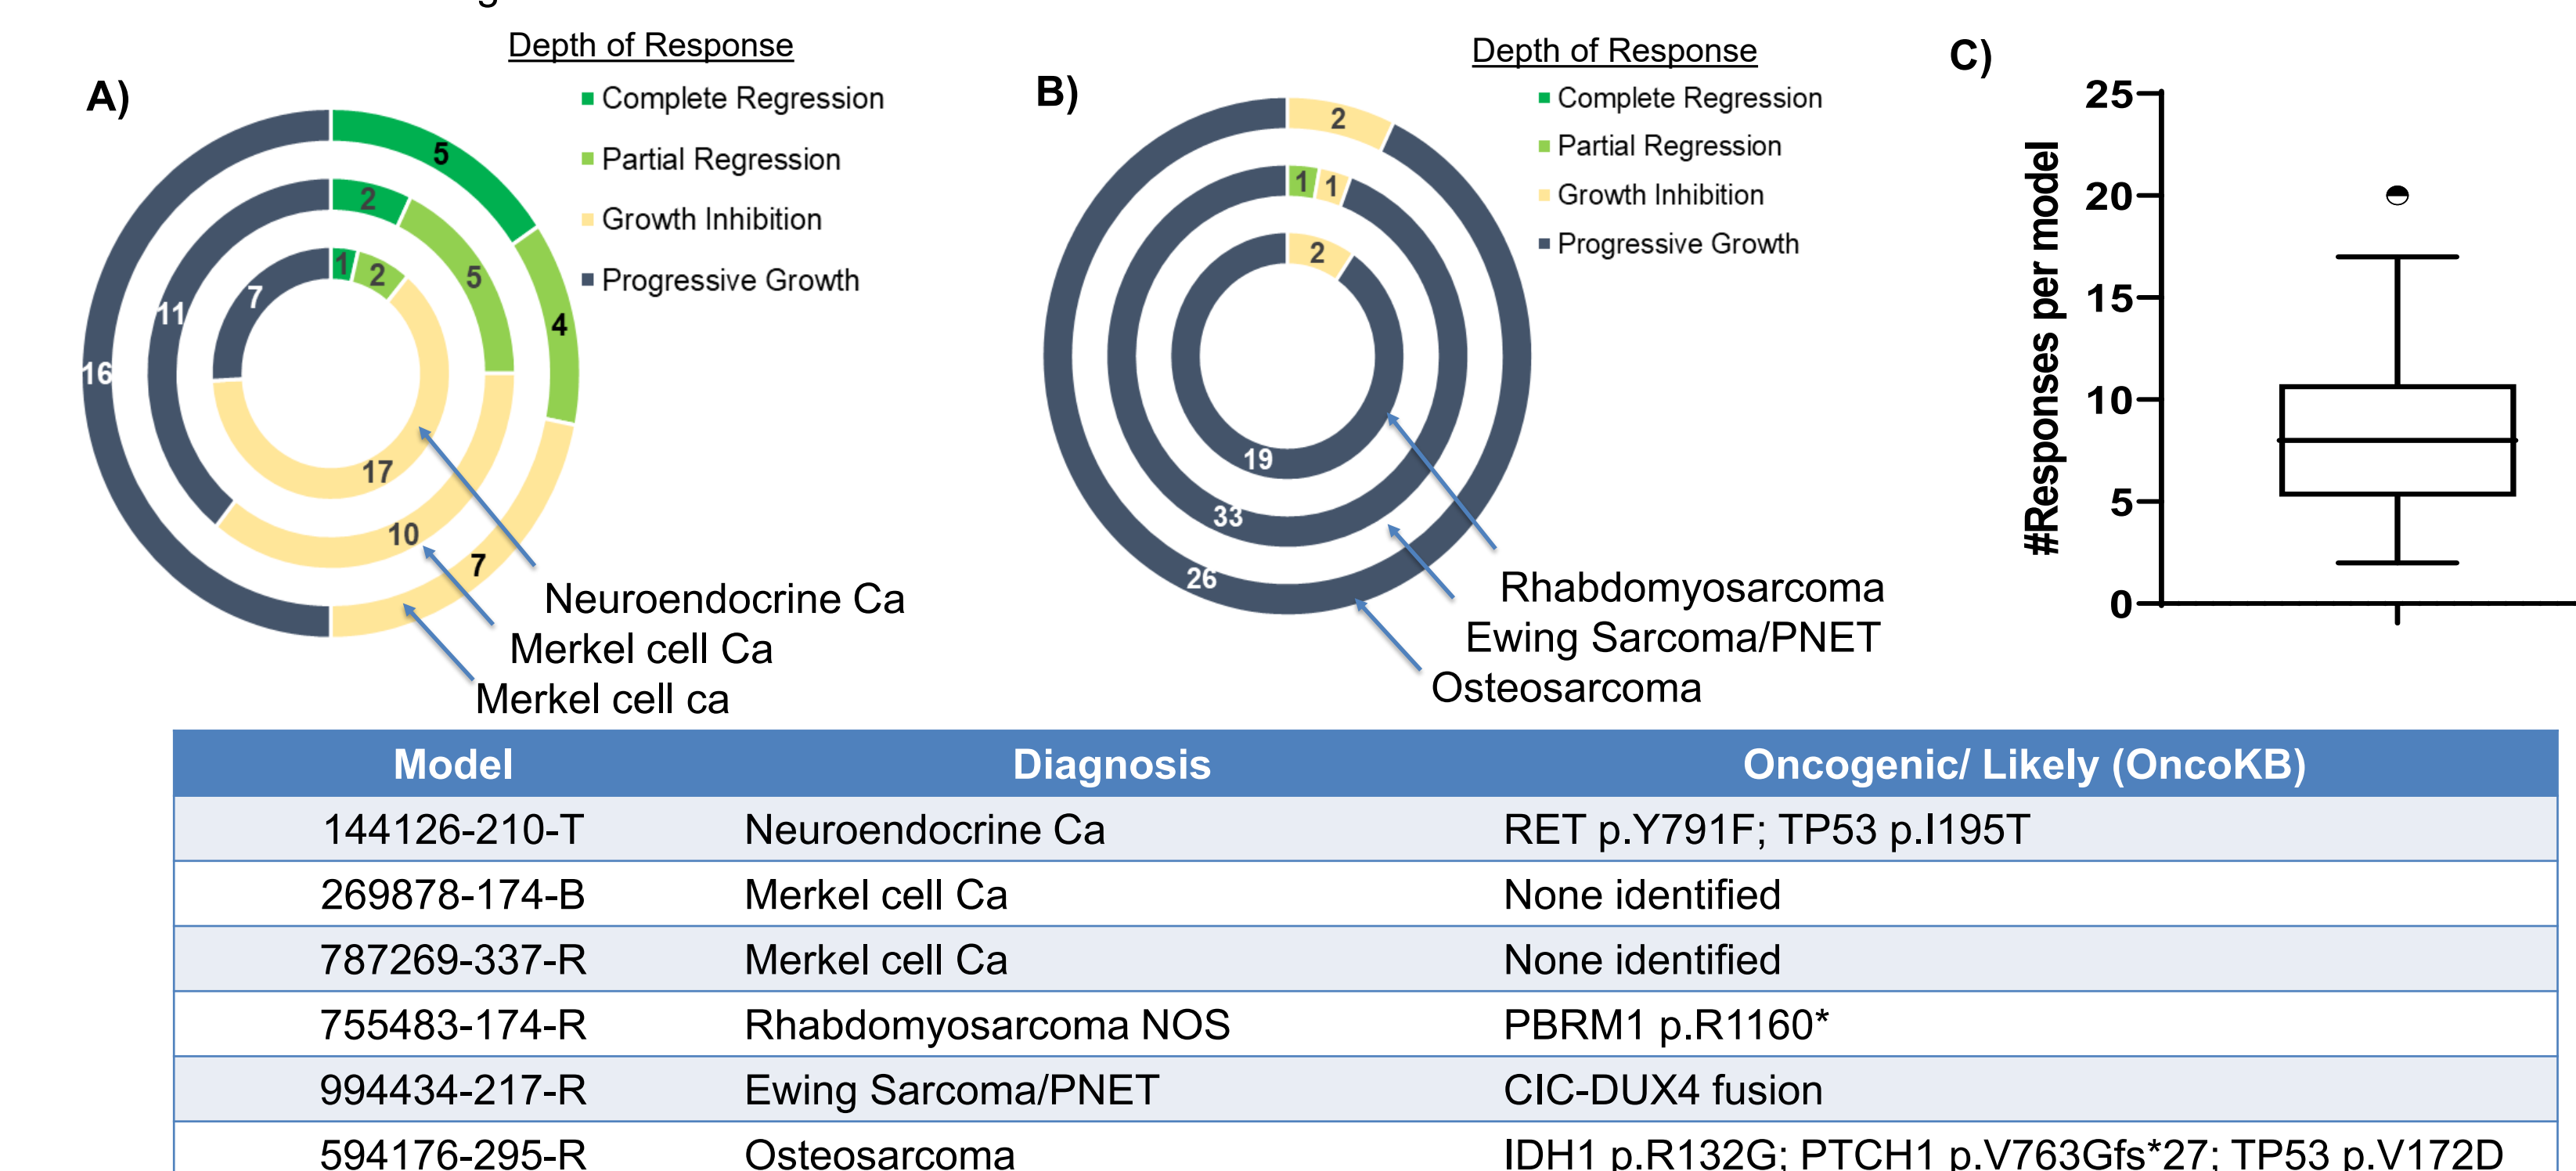 A)
Depth of Response
Complete Regression
Partial Regression
Growth Inhibition
Progressive Growth
5
4
7
16
2
5
10
11
1
2
17
7
Neuroendocrine Ca
Merkel cell Ca
Merkel cell ca
B)
Depth of Response
Complete Regression
Partial Regression
Growth Inhibition
Progressive Growth
2
26
1
1
33
2
19
Rhabdomyosarcoma
Ewing Sarcoma/PNET
Osteosarcoma
C)
#Responses per model
25
20
15
10
5
0
Model Diagnosis Oncogenic/ Likely (OncoKB)
144126-210-T Neuroendocrine Ca RET p.Y791F; TP53 p.I195T
269878-174-B Merkel cell Ca None identified
787269-337-R Merkel cell Ca None identified
755483-174-R Rhabdomyosarcoma NOS PBRM1 p.R1160*
994434-217-R Ewing Sarcoma/PNET CIC-DUX4 fusion
594176-295-R Osteosarcoma IDH1 p.R132G; PTCH1 p.V763Gfs*27; TP53 p.V172D